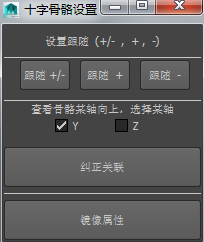 十字骨骼设置
设置跟随 (+/- , + , -)
跟随 +/-  跟随 +  跟随 -
查看骨骼某轴向上，选择某轴
Y  Z
纠正关联
镜像属性